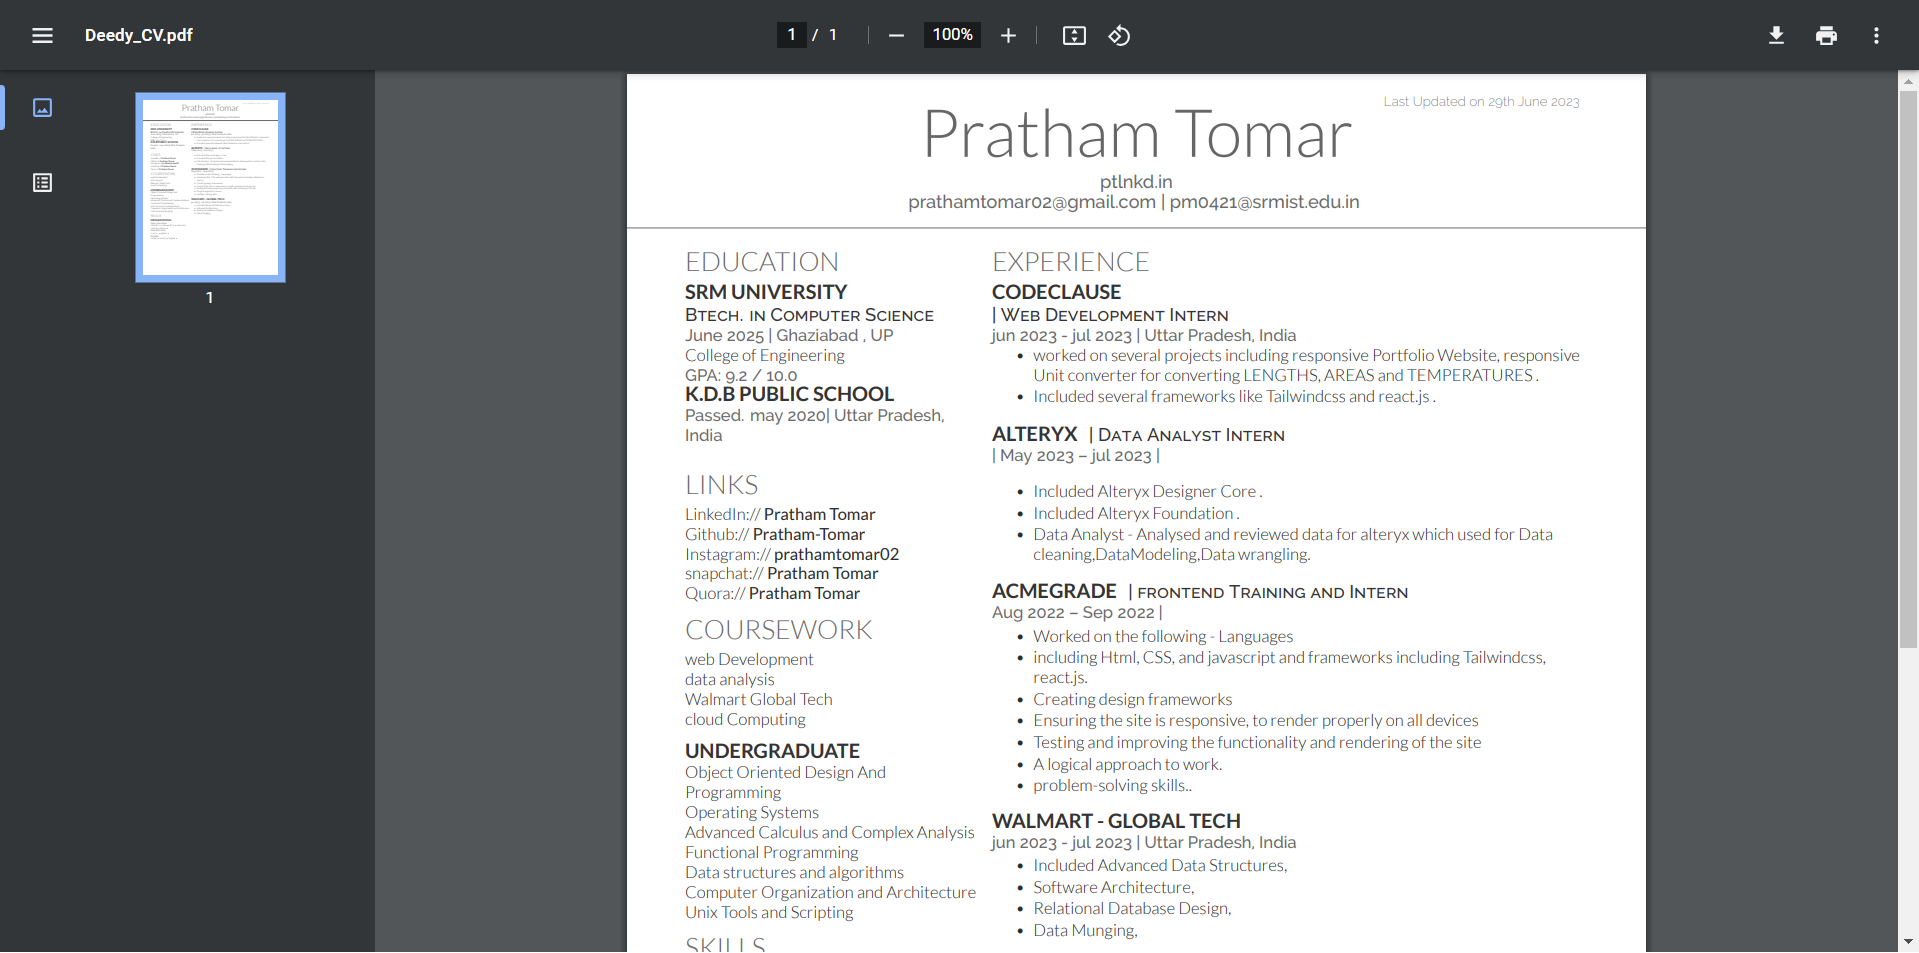 Deedy_CV.pdf
1 / 1
100%
1
Last Updated on 29th June 2023
Pratham Tomar
ptlnkd.in
prathamtomar02@gmail.com | pm0421@srmist.edu.in
EDUCATION
SRM UNIVERSITY
BTECH. IN COMPUTER SCIENCE
June 2025 | Ghaziabad , UP
College of Engineering
GPA: 9.2 / 10.0
K.D.B PUBLIC SCHOOL
Passed. may 2020| Uttar Pradesh,
India
LINKS
LinkedIn:// Pratham Tomar
Github:// Pratham-Tomar
Instagram:// prathamtomar02
snapchat:// Pratham Tomar
Quora:// Pratham Tomar
COURSEWORK
web Development
data analysis
Walmart Global Tech
cloud Computing
UNDERGRADUATE
Object Oriented Design And
Programming
Operating Systems
Advanced Calculus and Complex Analysis
Functional Programming
Data structures and algorithms
Computer Organization and Architecture
Unix Tools and Scripting
SKILLS
EXPERIENCE
CODECLAUSE
| WEB DEVELOPMENT INTERN
jun 2023 - jul 2023 | Uttar Pradesh, India
• worked on several projects including responsive Portfolio Website, responsive
Unit converter for converting LENGTHS, AREAS and TEMPERATURES .
• Included several frameworks like Tailwindcss and react.js .
ALTERYX | DATA ANALYST INTERN
| May 2023 – jul 2023 |
• Included Alteryx Designer Core .
• Included Alteryx Foundation .
• Data Analyst - Analysed and reviewed data for alteryx which used for Data
cleaning,DataModeling,Data wrangling.
ACMEGRADE | FRONTEND TRAINING AND INTERN
Aug 2022 – Sep 2022 |
• Worked on the following - Languages
• including Html, CSS, and javascript and frameworks including Tailwindcss,
react.js.
• Creating design frameworks
• Ensuring the site is responsive, to render properly on all devices
• Testing and improving the functionality and rendering of the site
• A logical approach to work.
• problem-solving skills..
WALMART - GLOBAL TECH
jun 2023 - jul 2023 | Uttar Pradesh, India
• Included Advanced Data Structures,
• Software Architecture,
• Relational Database Design,
• Data Munging,